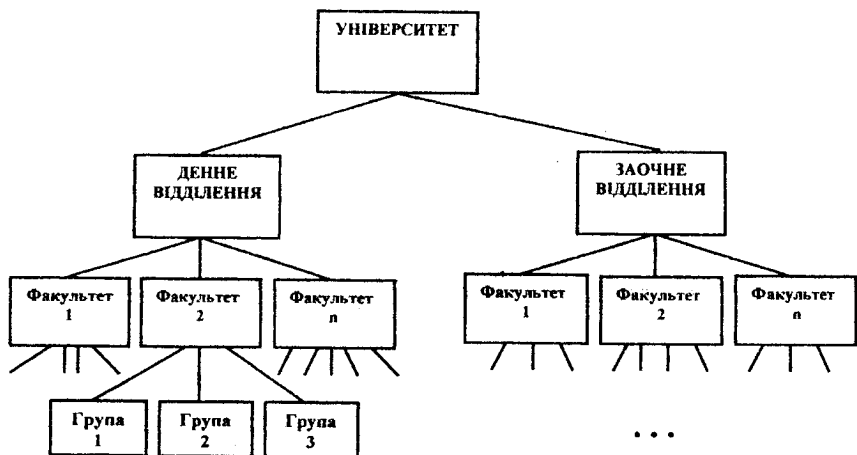 УНІВЕРСИТЕТ
ДЕННЕ
ВІДДІЛЕННЯ
ЗАОЧНЕ
ВІДДІЛЕННЯ
Факультет
1
Факультет
2
Факультет
n
Факультет
1
Факультет
2
Факультет
n
Група
1
Група
2
Група
3
...